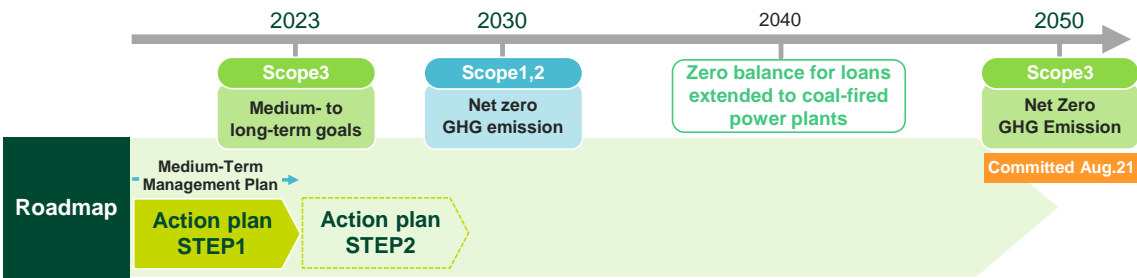 2023
2030
2040
2050
Scope3
Medium- to
long-term goals
Scope1,2
Net zero
GHG emission
Zero balance for loans
extended to coal-fired
power plants
Scope3
Net Zero
GHG Emission
Committed Aug.21
Roadmap
Medium-Term
Management Plan
Action plan
STEP1
Action plan
STEP2